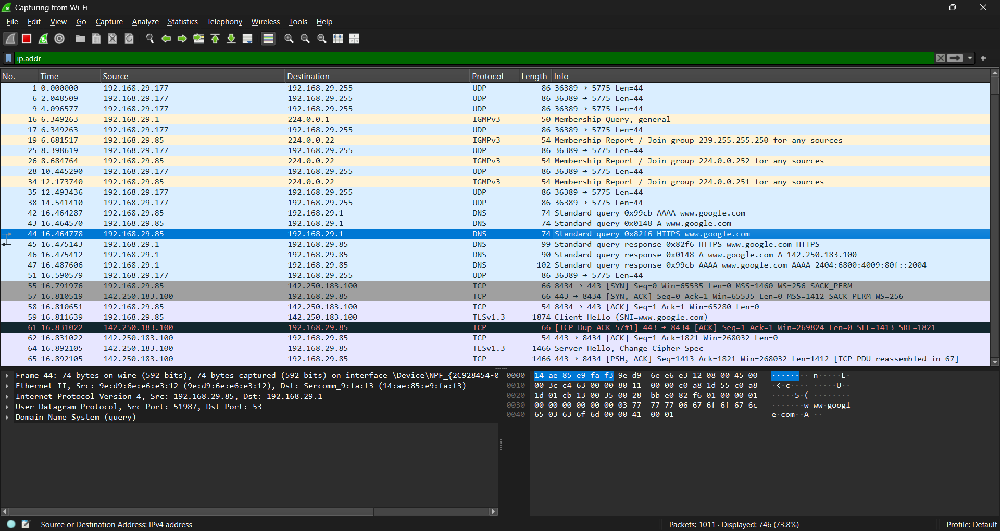 Capturing from Wi-Fi
File Edit View Go Capture Analyze Statistics Telephony Wireless Tools Help
ip.addr
No. Time Source Destination Protocol Length Info
1 0.000000 192.168.29.177 192.168.29.255 UDP 86 36389 → 5775 Len=44
6 2.048509 192.168.29.177 192.168.29.255 UDP 86 36389 → 5775 Len=44
9 4.096577 192.168.29.177 192.168.29.255 UDP 86 36389 → 5775 Len=44
16 6.349263 192.168.29.1 224.0.0.1 IGMPv3 50 Membership Query, general
17 6.349263 192.168.29.177 192.168.29.255 UDP 86 36389 → 5775 Len=44
19 6.681517 192.168.29.85 224.0.0.22 IGMPv3 54 Membership Report / Join group 239.255.255.250 for any sources
25 8.398619 192.168.29.177 192.168.29.255 UDP 86 36389 → 5775 Len=44
26 8.684764 192.168.29.85 224.0.0.22 IGMPv3 54 Membership Report / Join group 224.0.0.252 for any sources
28 10.445290 192.168.29.177 192.168.29.255 UDP 86 36389 → 5775 Len=44
34 12.173740 192.168.29.85 224.0.0.22 IGMPv3 54 Membership Report / Join group 224.0.0.251 for any sources
35 12.493436 192.168.29.177 192.168.29.255 UDP 86 36389 → 5775 Len=44
38 14.541410 192.168.29.177 192.168.29.255 UDP 86 36389 → 5775 Len=44
42 16.464287 192.168.29.85 192.168.29.1 DNS 74 Standard query 0x99cb AAAA www.google.com
43 16.464570 192.168.29.85 192.168.29.1 DNS 74 Standard query 0x0148 A www.google.com
44 16.464778 192.168.29.85 192.168.29.1 DNS 74 Standard query 0x82f6 HTTPS www.google.com
45 16.475143 192.168.29.1 192.168.29.85 DNS 99 Standard query response 0x82f6 HTTPS www.google.com HTTPS
46 16.475412 192.168.29.1 192.168.29.85 DNS 90 Standard query response 0x0148 A www.google.com A 142.250.183.100
47 16.487606 192.168.29.1 192.168.29.85 DNS 102 Standard query response 0x99cb AAAA www.google.com AAAA 2404:6800:4009:80f::2004
51 16.590579 192.168.29.177 192.168.29.255 UDP 86 36389 → 5775 Len=44
55 16.791976 192.168.29.85 142.250.183.100 TCP 66 8434 → 443 [SYN] Seq=0 Win=65535 Len=0 MSS=1460 WS=256 SACK_PERM
57 16.810519 142.250.183.100 192.168.29.85 TCP 66 443 → 8434 [SYN, ACK] Seq=0 Ack=1 Win=65535 Len=0 MSS=1412 SACK_PERM WS=256
58 16.810651 192.168.29.85 142.250.183.100 TCP 54 8434 → 443 [ACK] Seq=1 Ack=1 Win=65280 Len=0
59 16.811639 192.168.29.85 142.250.183.100 TLSv1.3 1874 Client Hello (SNI=www.google.com)
61 16.831022 142.250.183.100 192.168.29.85 TCP 66 [TCP Dup ACK 57#1] 443 → 8434 [ACK] Seq=1 Ack=1 Win=269824 Len=0 SLE=1413 SRE=1821
62 16.831022 142.250.183.100 192.168.29.85 TCP 54 443 → 8434 [ACK] Seq=1 Ack=1821 Win=268032 Len=0
64 16.892105 142.250.183.100 192.168.29.85 TLSv1.3 1466 Server Hello, Change Cipher Spec
65 16.892105 142.250.183.100 192.168.29.85 TCP 1466 443 → 8434 [PSH, ACK] Seq=1413 Ack=1821 Win=268032 Len=1412 [TCP PDU reassembled in 67]
Frame 44: 74 bytes on wire (592 bits), 74 bytes captured (592 bits) on interface \Device\NPF_{2C928454-0
Ethernet II, Src: 9e:d9:6e:e6:e3:12 (9e:d9:6e:e6:e3:12), Dst: Sercomm_e9:fa:f3 (14:ae:85:e9:fa:f3)
Internet Protocol Version 4, Src: 192.168.29.85, Dst: 192.168.29.1
User Datagram Protocol, Src Port: 51987, Dst Port: 53
Domain Name System (query)
0000 14 ae 85 e9 fa f3 9e d9 6e e6 e3 12 08 00 45 00 ········ n·····E·
0010 00 3c c4 63 00 00 80 11 00 00 c0 a8 1d 55 c0 a8 ·<·c···· ·····U··
0020 1d 01 cb 13 00 35 00 28 bb e0 82 f6 01 00 00 01 ·····5·( ········
0030 00 00 00 00 00 00 03 77 77 77 06 67 6f 6f 67 6c ·······w ww·googl
0040 65 03 63 6f 6d 00 00 41 00 01 e·com··A ··
Source or Destination Address: IPv4 address
Packets: 1011 · Displayed: 746 (73.8%)
Profile: Default